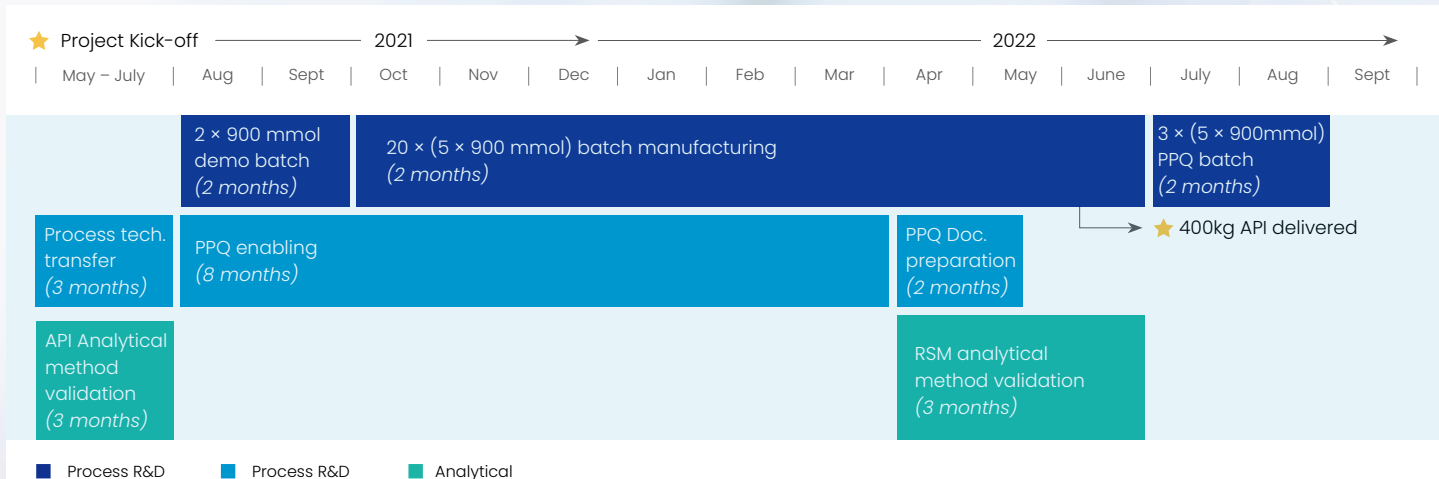 Project Kick-off
2021
2022
May – July
Aug
Sept
Oct
Nov
Dec
Jan
Feb
Mar
Apr
May
June
July
Aug
Sept
2 × 900 mmol
demo batch
(2 months)
20 × (5 × 900 mmol) batch manufacturing
(2 months)
3 × (5 × 900mmol)
PPQ batch
(2 months)
400kg API delivered
Process tech.
transfer
(3 months)
PPQ enabling
(8 months)
PPQ Doc.
preparation
(2 months)
API Analytical
method
validation
(3 months)
RSM analytical
method validation
(3 months)
Process R&D
Process R&D
Analytical